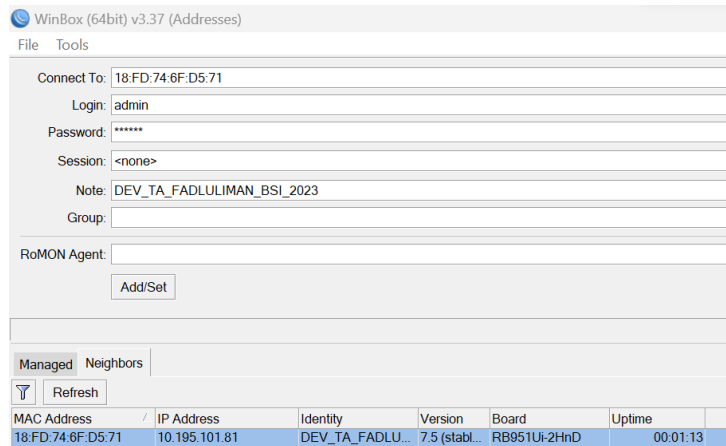 WinBox (64bit) v3.37 (Addresses)
File Tools
Connect To: 18:FD:74:6F:D5:71
Login: admin
Password: ******
Session: <none>
Note: DEV_TA_FADLULIMAN_BSI_2023
Group:
RoMON Agent:
Add/Set
Managed Neighbors
Refresh
MAC Address IP Address Identity Version Board Uptime
18:FD:74:6F:D5:71 10.195.101.81 DEV_TA_FADLU... 7.5 (stabl... RB951Ui-2HnD 00:01:13